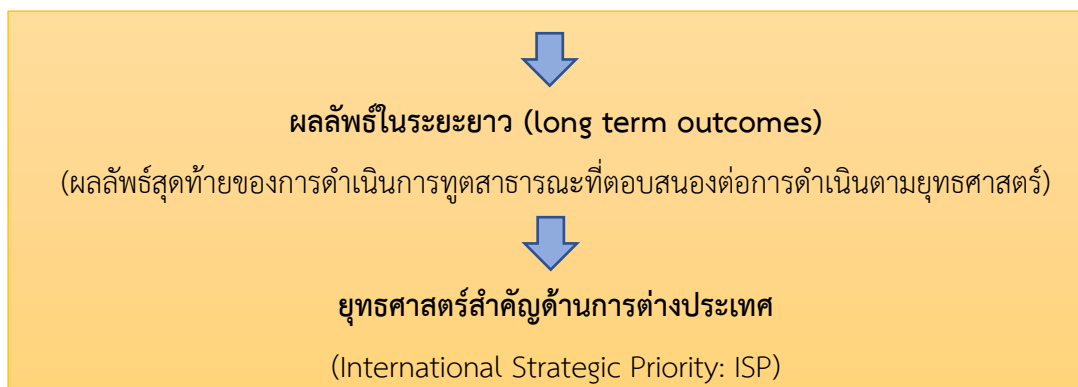 ผลลัพธ์ในระยะยาว (long term outcomes)
(ผลลัพธ์สุดท้ายของการดำเนินการทูตสาธารณะที่ตอบสนองต่อการดำเนินตามยุทธศาสตร์)
ยุทธศาสตร์สำคัญด้านการต่างประเทศ
(International Strategic Priority: ISP)